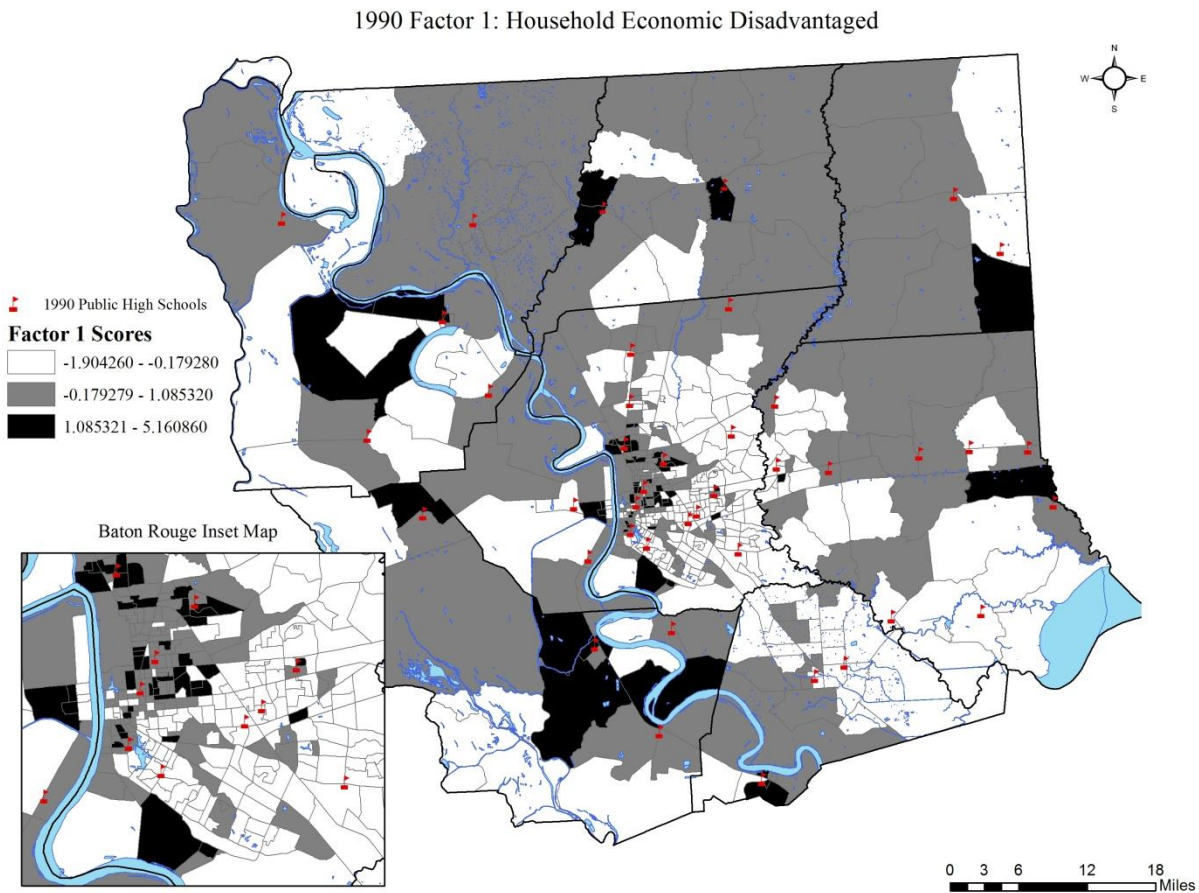 1990 Factor 1: Household Economic Disadvantaged
N
W E
S
1990 Public High Schools
Factor 1 Scores
-1.904260 - -0.179280
-0.179279 - 1.085320
1.085321 - 5.160860
Baton Rouge Inset Map
0 3 6 12 18
Miles